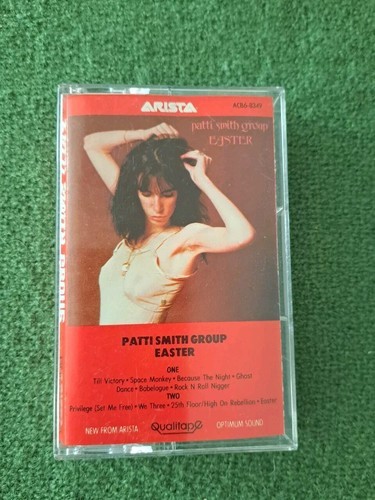 ARISTA
AC86-8349
patti smith group
EASTER
PATTI SMITH GROUP
EASTER
ONE
Till Victory • Space Monkey • Because The Night • Ghost
Dance • Babelogue • Rock N Roll Nigger
TWO
Privilege (Set Me Free) • We Three • 25th Floor/High On Rebellion • Easter
NEW FROM ARISTA
Qualitape
OPTIMUM SOUND